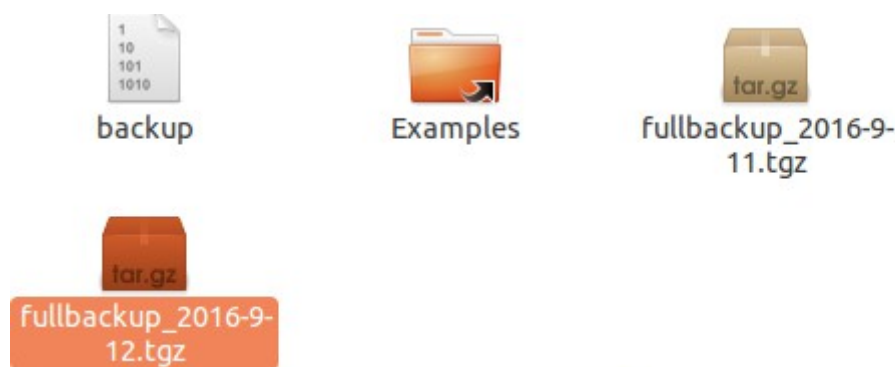 1
10
101
1010
backup
Examples
tar.gz
fullbackup_2016-9-
11.tgz
tar.gz
fullbackup_2016-9-
12.tgz